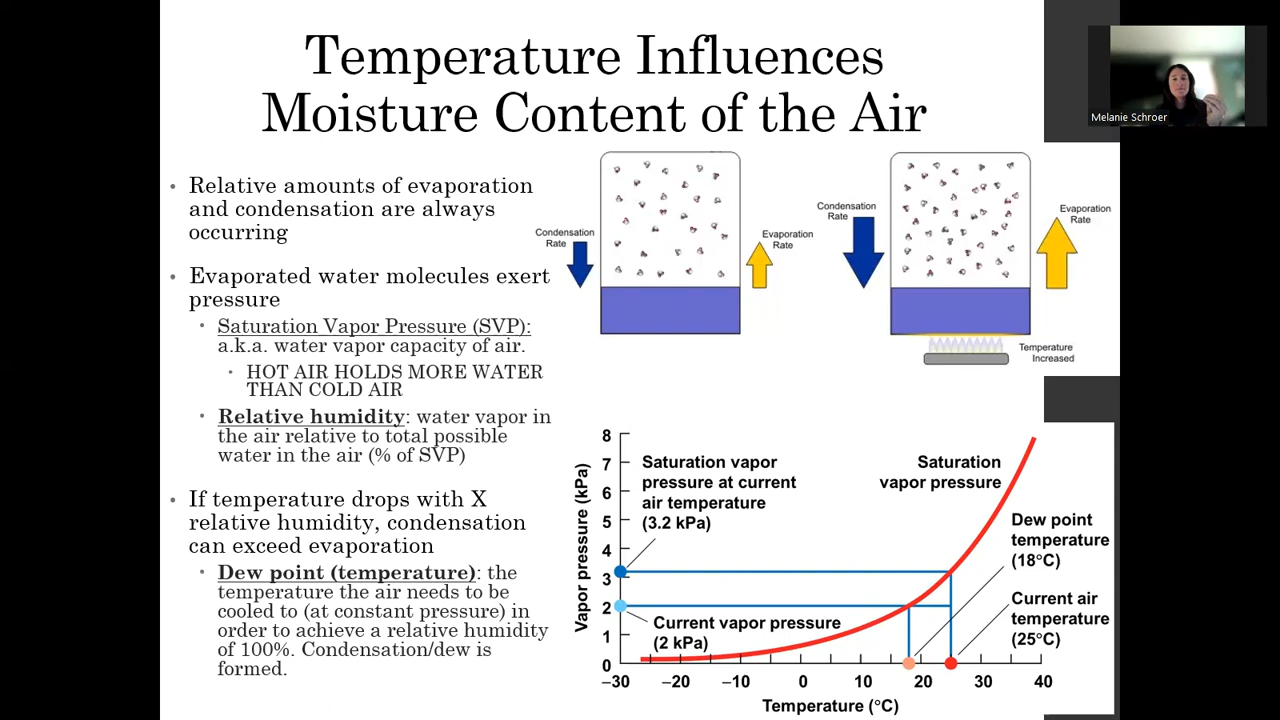 Temperature Influences
Moisture Content of the Air
Melanie Schroer
• Relative amounts of evaporation
and condensation are always
occurring
• Evaporated water molecules exert
pressure
• Saturation Vapor Pressure (SVP):
a.k.a. water vapor capacity of air.
• HOT AIR HOLDS MORE WATER
THAN COLD AIR
• Relative humidity: water vapor in
the air relative to total possible
water in the air (% of SVP)
• If temperature drops with X
relative humidity, condensation
can exceed evaporation
• Dew point (temperature): the
temperature the air needs to be
cooled to (at constant pressure) in
order to achieve a relative humidity
of 100%. Condensation/dew is
formed.
Condensation
Rate
Evaporation
Rate
Condensation
Rate
Evaporation
Rate
Temperature
Increased
Vapor pressure (kPa)
8
7
6
5
4
3
2
1
0
Saturation vapor
pressure at current
air temperature
(3.2 kPa)
Saturation
vapor pressure
Dew point
temperature
(18°C)
Current air
temperature
(25°C)
Current vapor pressure
(2 kPa)
–30 –20 –10 0 10 20 30 40
Temperature (°C)